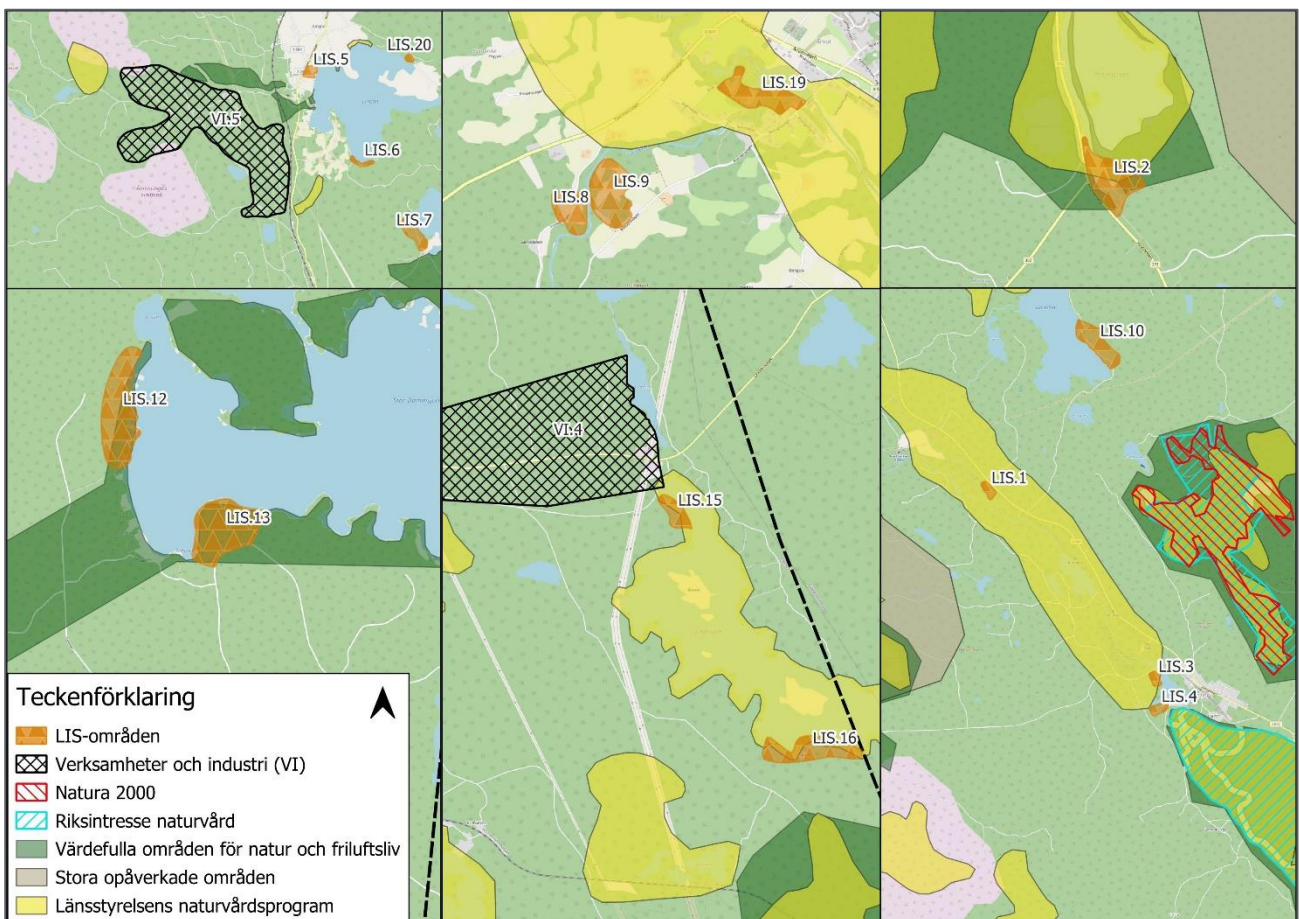 LIS.5
LIS.20
VI.5
LIS.6
LIS.7
LIS.19
LIS.9
LIS.8
LIS.2
LIS.12
LIS.13
VI.4
LIS.15
LIS.16
LIS.10
LIS.1
LIS.3
LIS.4
Teckenförklaring
LIS-områden
Verksamheter och industri (VI)
Natura 2000
Riksintresse naturvård
Värdefulla områden för natur och friluftsliv
Stora opåverkade områden
Länsstyrelsens naturvårdsprogram